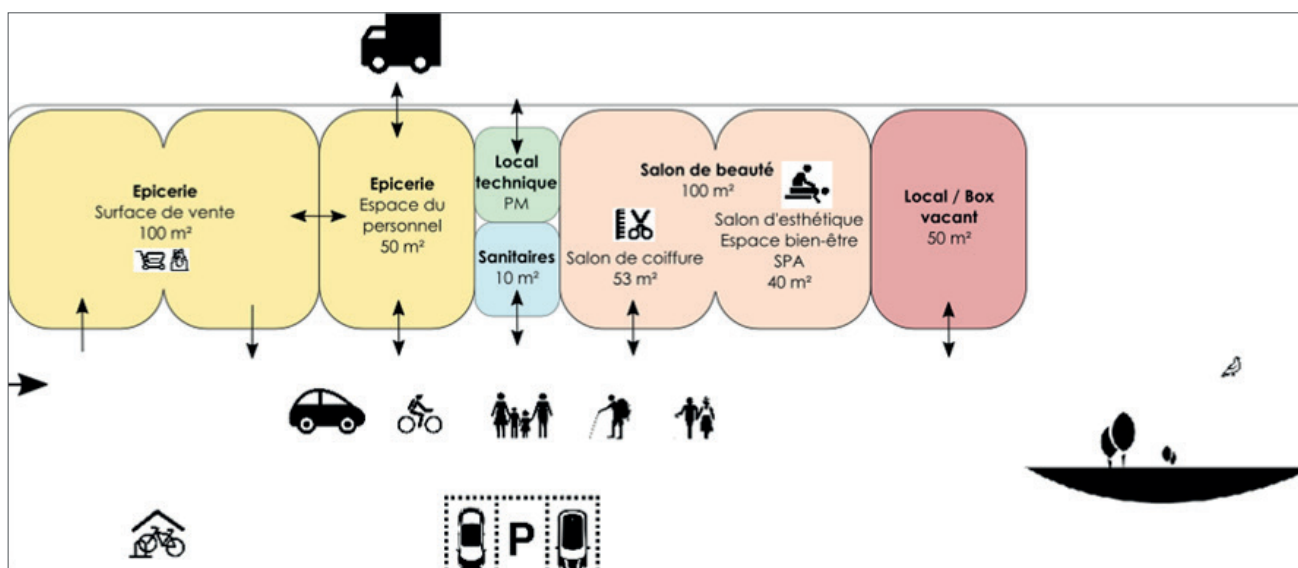 Epicerie
Surface de vente
100 m²
Epicerie
Espace du
personnel
50 m²
Local
technique
PM
Sanitaires
10 m²
Salon de beauté
100 m²
Salon de coiffure
53 m²
Salon d'esthétique
Espace bien-être
SPA
40 m²
Local / Box
vacant
50 m²
P